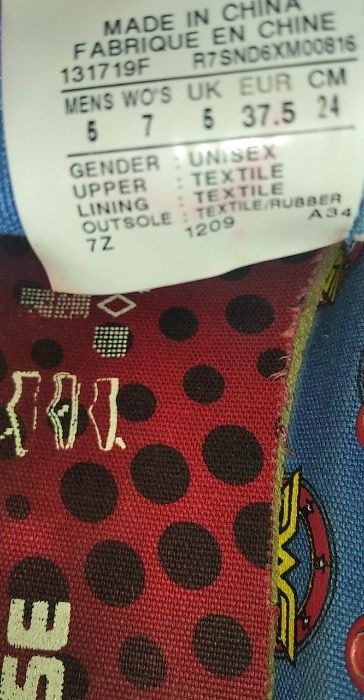 MADE IN CHINA
FABRIQUE EN CHINE
131719F R7SND6XM00816
MENS WO'S UK EUR CM
5 7 5 37.5 24
GENDER : UNISEX
UPPER : TEXTILE
LINING : TEXTILE
OUTSOLE : TEXTILE/RUBBER
7Z 1209 A34
SE